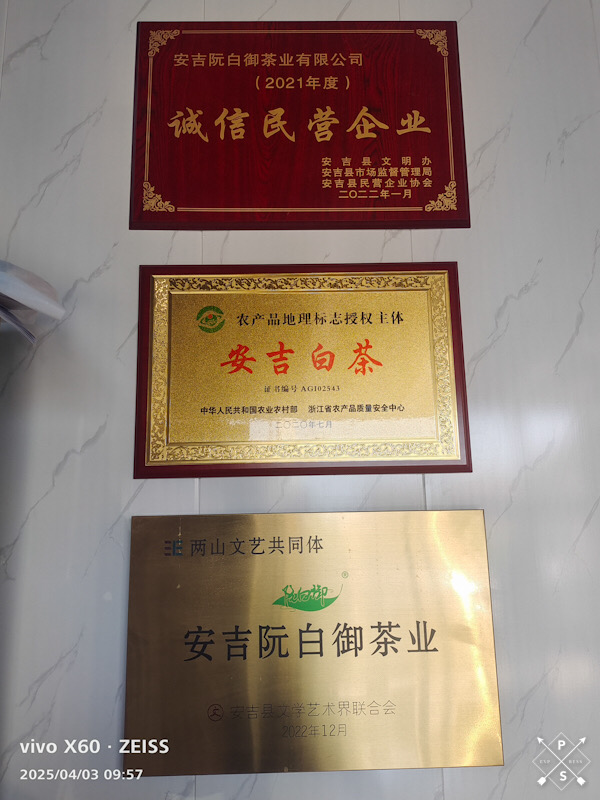 安吉阮白御茶业有限公司
（2021年度）
诚信民营企业
安吉县文明办
安吉县市场监督管理局
安吉县民营企业协会
二〇二二年一月
农产品地理标志授权主体
安吉白茶
证书编号 AGI02543
中华人民共和国农业农村部 浙江省农产品质量安全中心
二〇二〇年七月
两山文艺共同体
阮白御®
安吉阮白御茶业
安吉县文学艺术界联合会
2022年12月
vivo X60 · ZEISS
2025/04/03 09:57
P
S